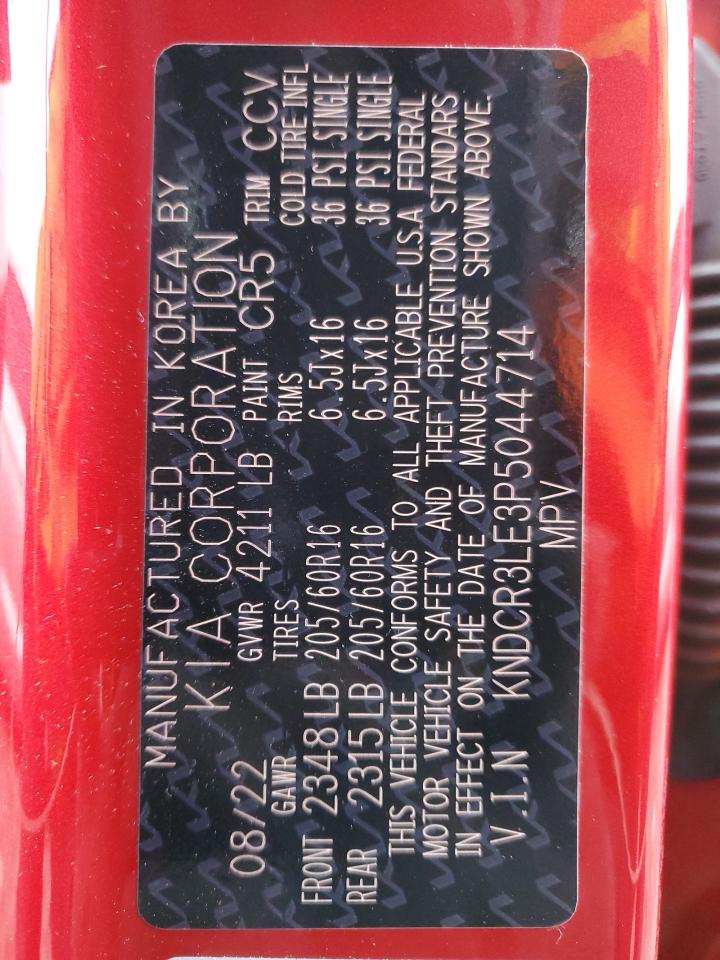 MANUFACTURED IN KOREA BY
KIA CORPORATION
08/22 GVWR 4211 LB PAINT CR5 TRIM CCV
GAWR TIRES RIMS COLD TIRE INFL
FRONT 2348 LB 205/60R16 6.5Jx16 36 PSI SINGLE
REAR 2315 LB 205/60R16 6.5Jx16 36 PSI SINGLE
THIS VEHICLE CONFORMS TO ALL APPLICABLE U.S.A FEDERAL
MOTOR VEHICLE SAFETY AND THEFT PREVENTION STANDARS
IN EFFECT ON THE DATE OF MANUFACTURE SHOWN ABOVE.
V.I.N KNDCR3LE3P5044714
MPV